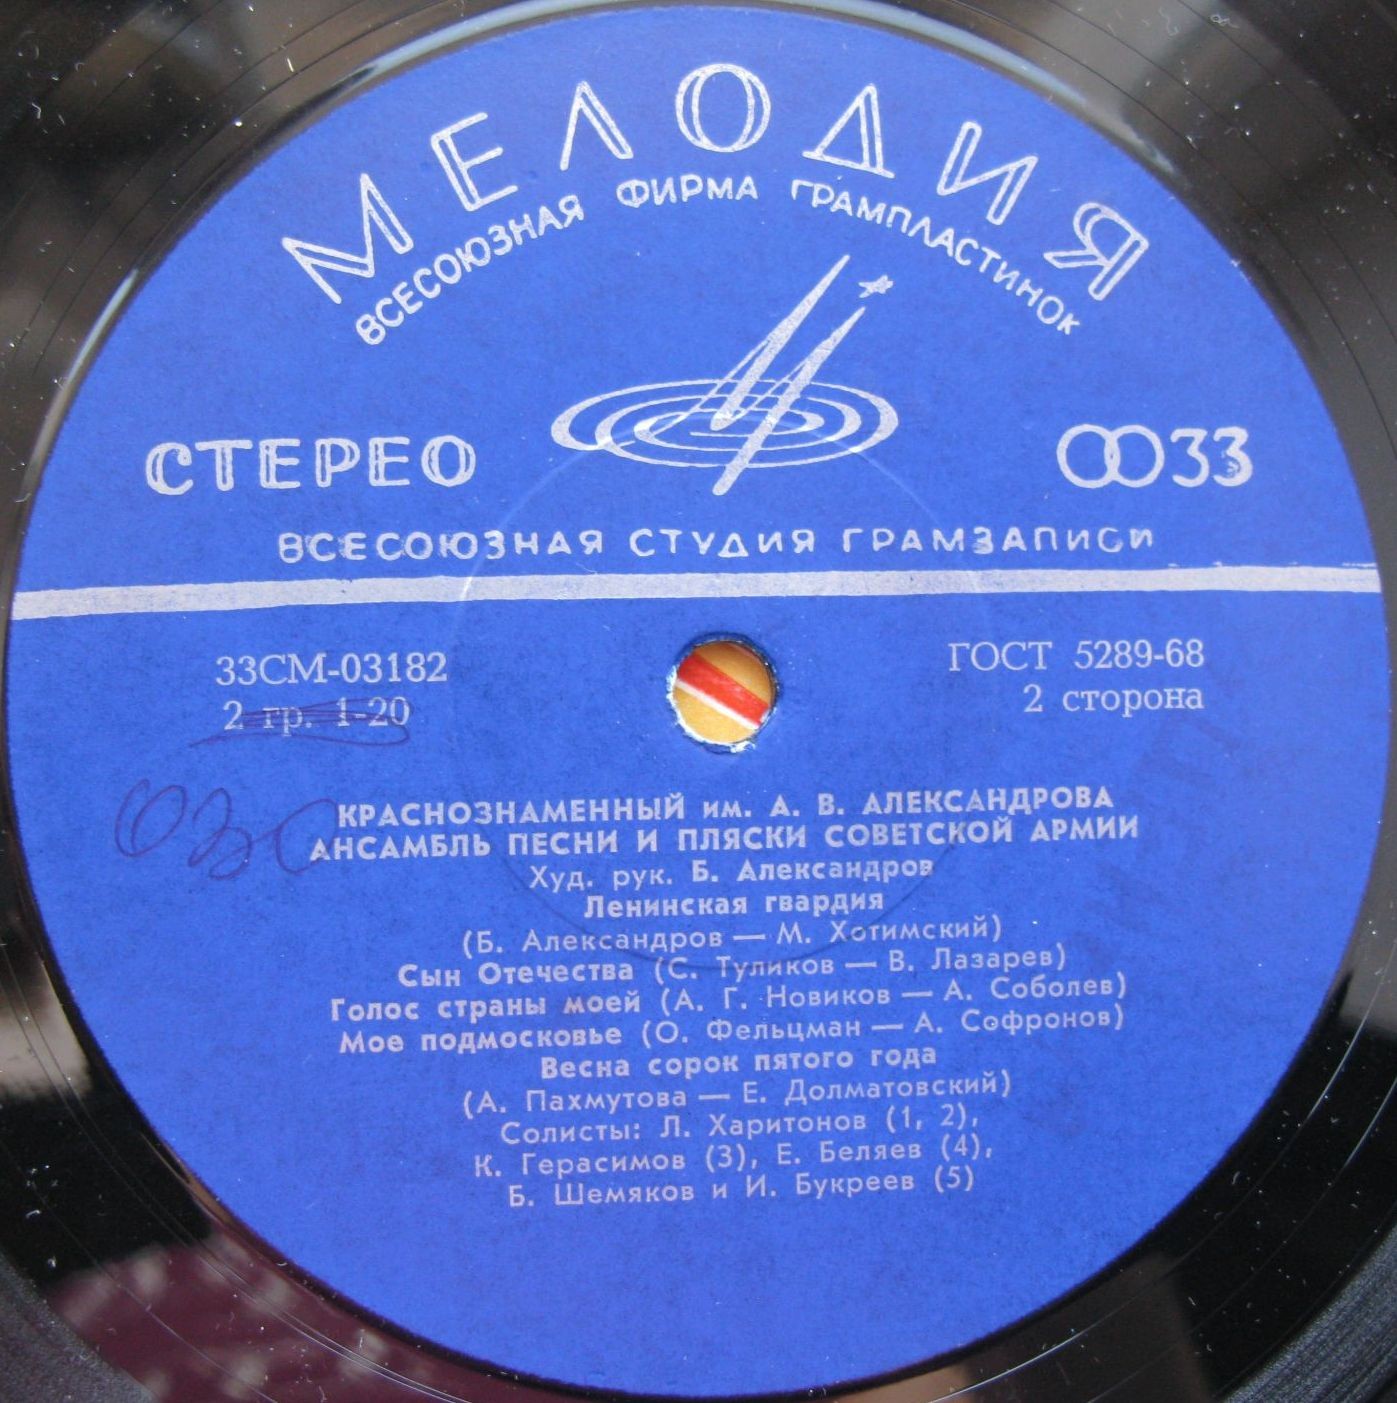 МЕЛОДИЯ
ВСЕСОЮЗНАЯ ФИРМА ГРАМПЛАСТИНОК
СТЕРЕО
33
ВСЕСОЮЗНАЯ СТУДИЯ ГРАМЗАПИСИ
33СМ-03182
ГОСТ 5289-68
2 гр. 1-20
2 сторона
КРАСНОЗНАМЕННЫЙ им. А. В. АЛЕКСАНДРОВА
АНСАМБЛЬ ПЕСНИ И ПЛЯСКИ СОВЕТСКОЙ АРМИИ
Худ. рук. Б. Александров
Ленинская гвардия
(Б. Александров — М. Хотимский)
Сын Отечества (С. Туликов — В. Лазарев)
Голос страны моей (А. Г. Новиков — А. Соболев)
Мое подмосковье (О. Фельцман — А. Софронов)
Весна сорок пятого года
(А. Пахмутова — Е. Долматовский)
Солисты: Л. Харитонов (1, 2),
К. Герасимов (3), Е. Беляев (4),
Б. Шемяков и И. Букреев (5)